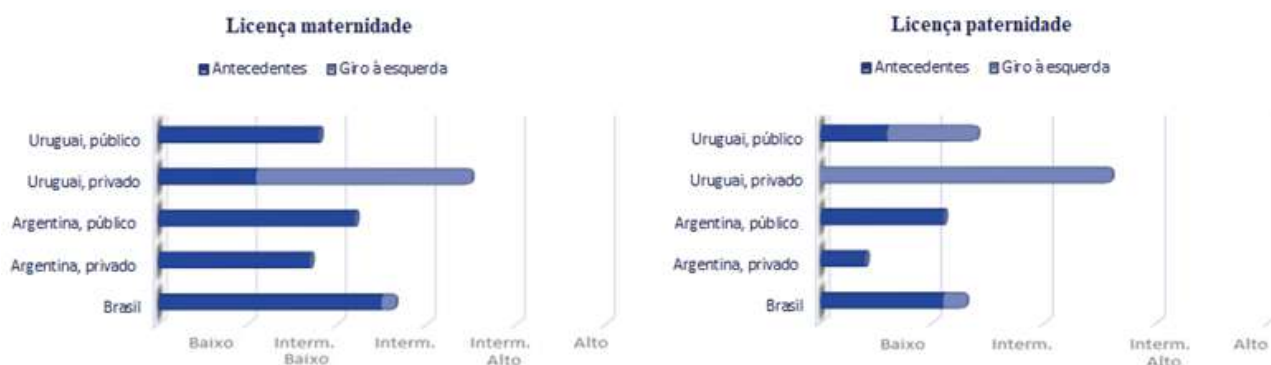 Licença maternidade
Antecedentes Giro à esquerda
Uruguai, público
Uruguai, privado
Argentina, público
Argentina, privado
Brasil
Baixo Interm. Interm. Interm. Alto
Baixo Alto
Licença paternidade
Antecedentes Giro à esquerda
Uruguai, público
Uruguai, privado
Argentina, público
Argentina, privado
Brasil
Baixo Interm. Interm. Alto
Alto